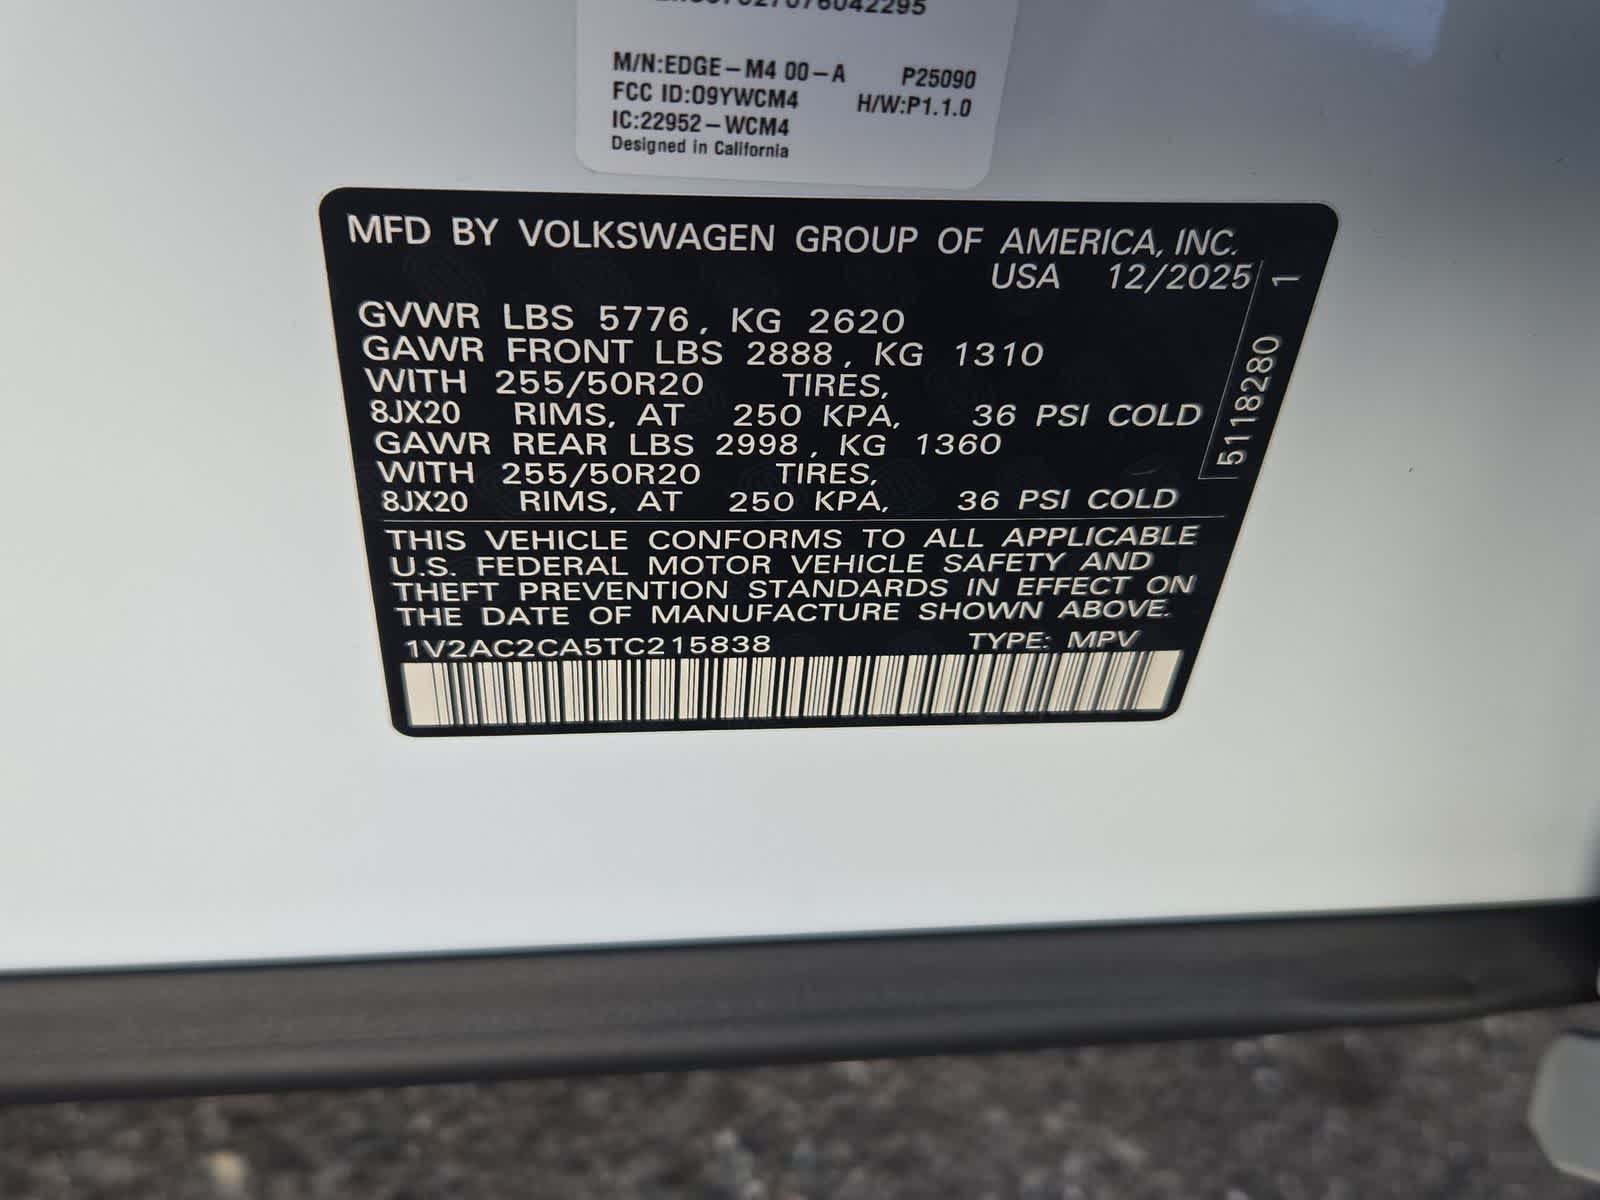 76042295
M/N:EDGE-M4 00-A P25090
FCC ID:O9YWCM4 H/W:P1.1.0
IC:22952-WCM4
Designed in California
MFD BY VOLKSWAGEN GROUP OF AMERICA, INC.
USA 12/2025
GVWR LBS 5776, KG 2620
GAWR FRONT LBS 2888, KG 1310
WITH 255/50R20 TIRES,
8JX20 RIMS, AT 250 KPA, 36 PSI COLD
GAWR REAR LBS 2998, KG 1360
WITH 255/50R20 TIRES,
8JX20 RIMS, AT 250 KPA, 36 PSI COLD
5118280 1
THIS VEHICLE CONFORMS TO ALL APPLICABLE
U.S. FEDERAL MOTOR VEHICLE SAFETY AND
THEFT PREVENTION STANDARDS IN EFFECT ON
THE DATE OF MANUFACTURE SHOWN ABOVE.
1V2AC2CA5TC215838 TYPE: MPV